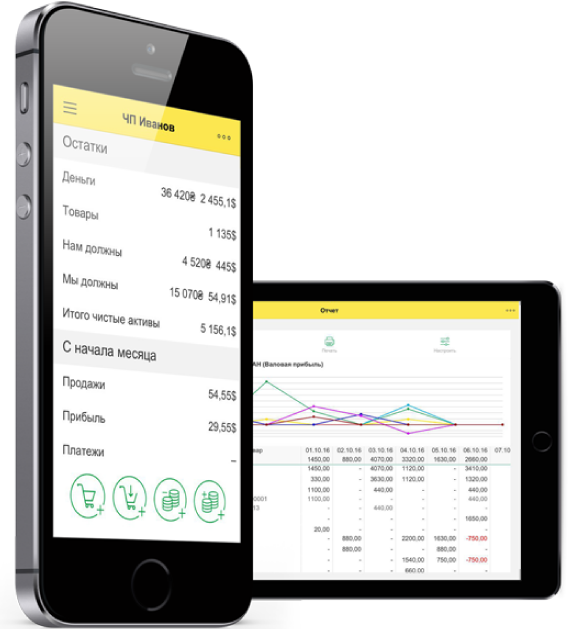 ЧП Иванов
Остатки
Деньги
36 420₴ 2 455,1$
Товары
1 135$
Нам должны
4 520₴ 445$
Мы должны
15 070₴ 54,91$
Итого чистые активы
5 156,1$
С начала месяца
Продажи
54,55$
Прибыль
29,55$
Платежи
–
Отчет
Печать
Настроить
АН (Валовая прибыль)
вар 01.10.16 02.10.16 03.10.16 04.10.16 05.10.16 06.10.16 07.10
1450,00 880,00 4070,00 3320,00 1630,00 2660,00
1450,00 - 4070,00 1120,00 - 3410,00
330,00 - 3630,00 1120,00 - 1320,00
1100,00 - 440,00 - - 440,00
0001 1100,00 - - - -
13 440,00 - -
- - - - 1650,00
20,00 - - - -
- 880,00 - 2200,00 1630,00 -750,00
- 880,00 - - 880,00 -
- - - 1540,00 750,00 -750,00
- - - 660,00 - -